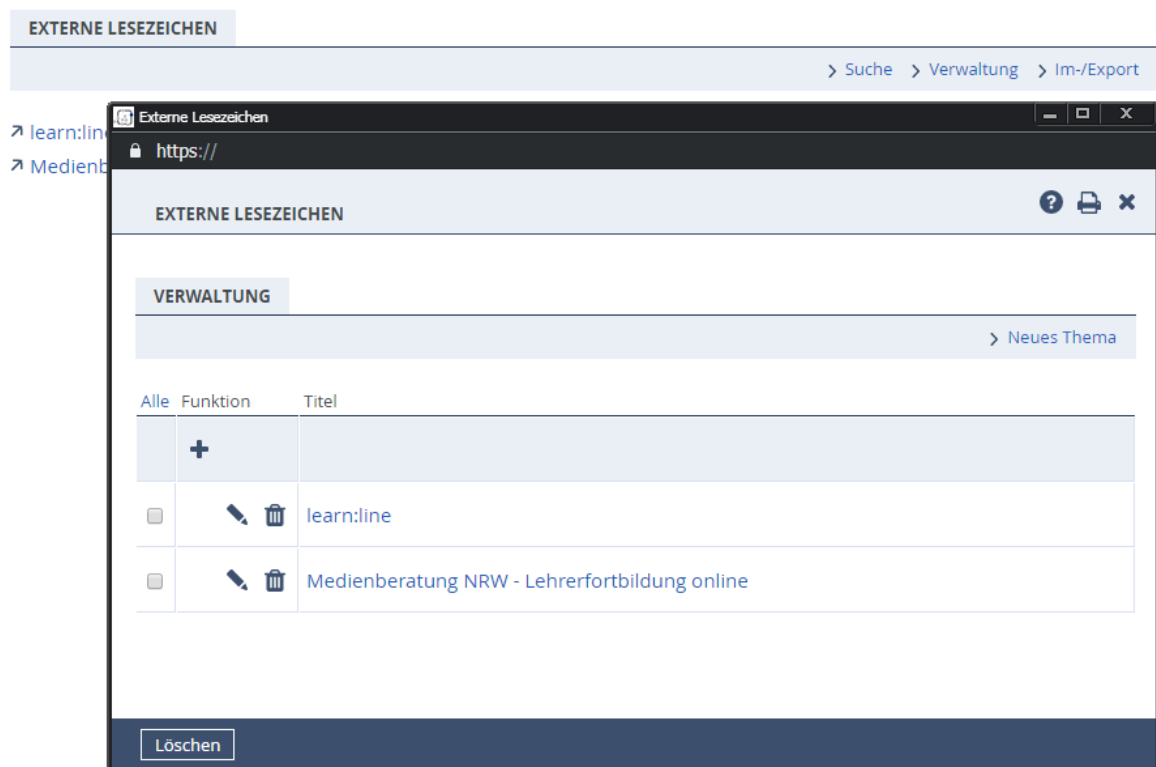 EXTERNE LESEZEICHEN
Suche Verwaltung Im-/Export
learn:line
Medienb
Externe Lesezeichen
https://
EXTERNE LESEZEICHEN
VERWALTUNG
Neues Thema
Alle Funktion Titel
learn:line
Medienberatung NRW - Lehrerfortbildung online
Löschen